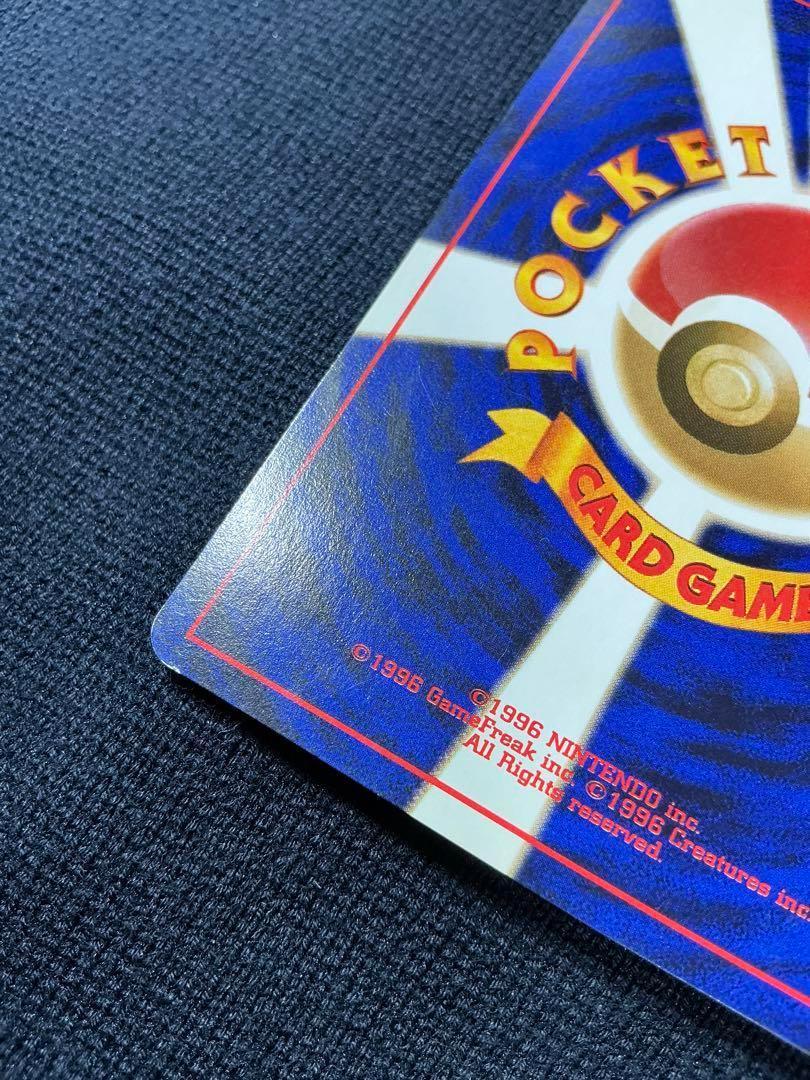 POCKET
CARD GAME
©1996 NINTENDO inc.
©1996 GameFreak inc. ©1996 Creatures inc.
All Rights reserved.